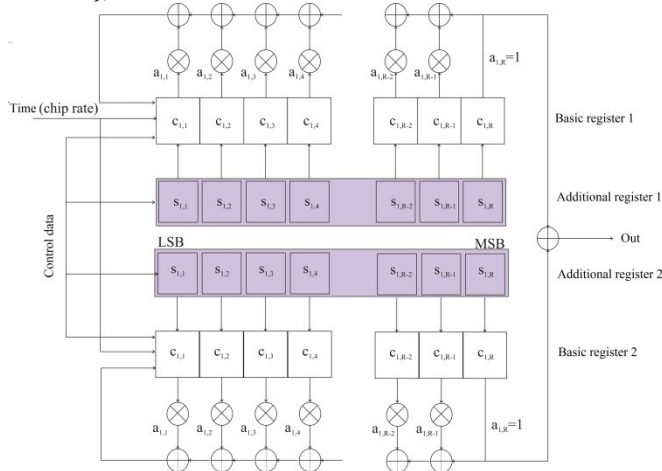 a₁,₁ a₁,₂ a₁,₃ a₁,₄ a₁,R-2 a₁,R-1 a₁,R=1
Time (chip rate)
c₁,₁ c₁,₂ c₁,₃ c₁,₄ c₁,R-2 c₁,R-1 c₁,R Basic register 1
s₁,₁ s₁,₂ s₁,₃ s₁,₄ s₁,R-2 s₁,R-1 s₁,R Additional register 1
Control data
LSB MSB Out
s₁,₁ s₁,₂ s₁,₃ s₁,₄ s₁,R-2 s₁,R-1 s₁,R Additional register 2
c₁,₁ c₁,₂ c₁,₃ c₁,₄ c₁,R-2 c₁,R-1 c₁,R Basic register 2
a₁,₁ a₁,₂ a₁,₃ a₁,₄ a₁,R-2 a₁,R-1 a₁,R=1